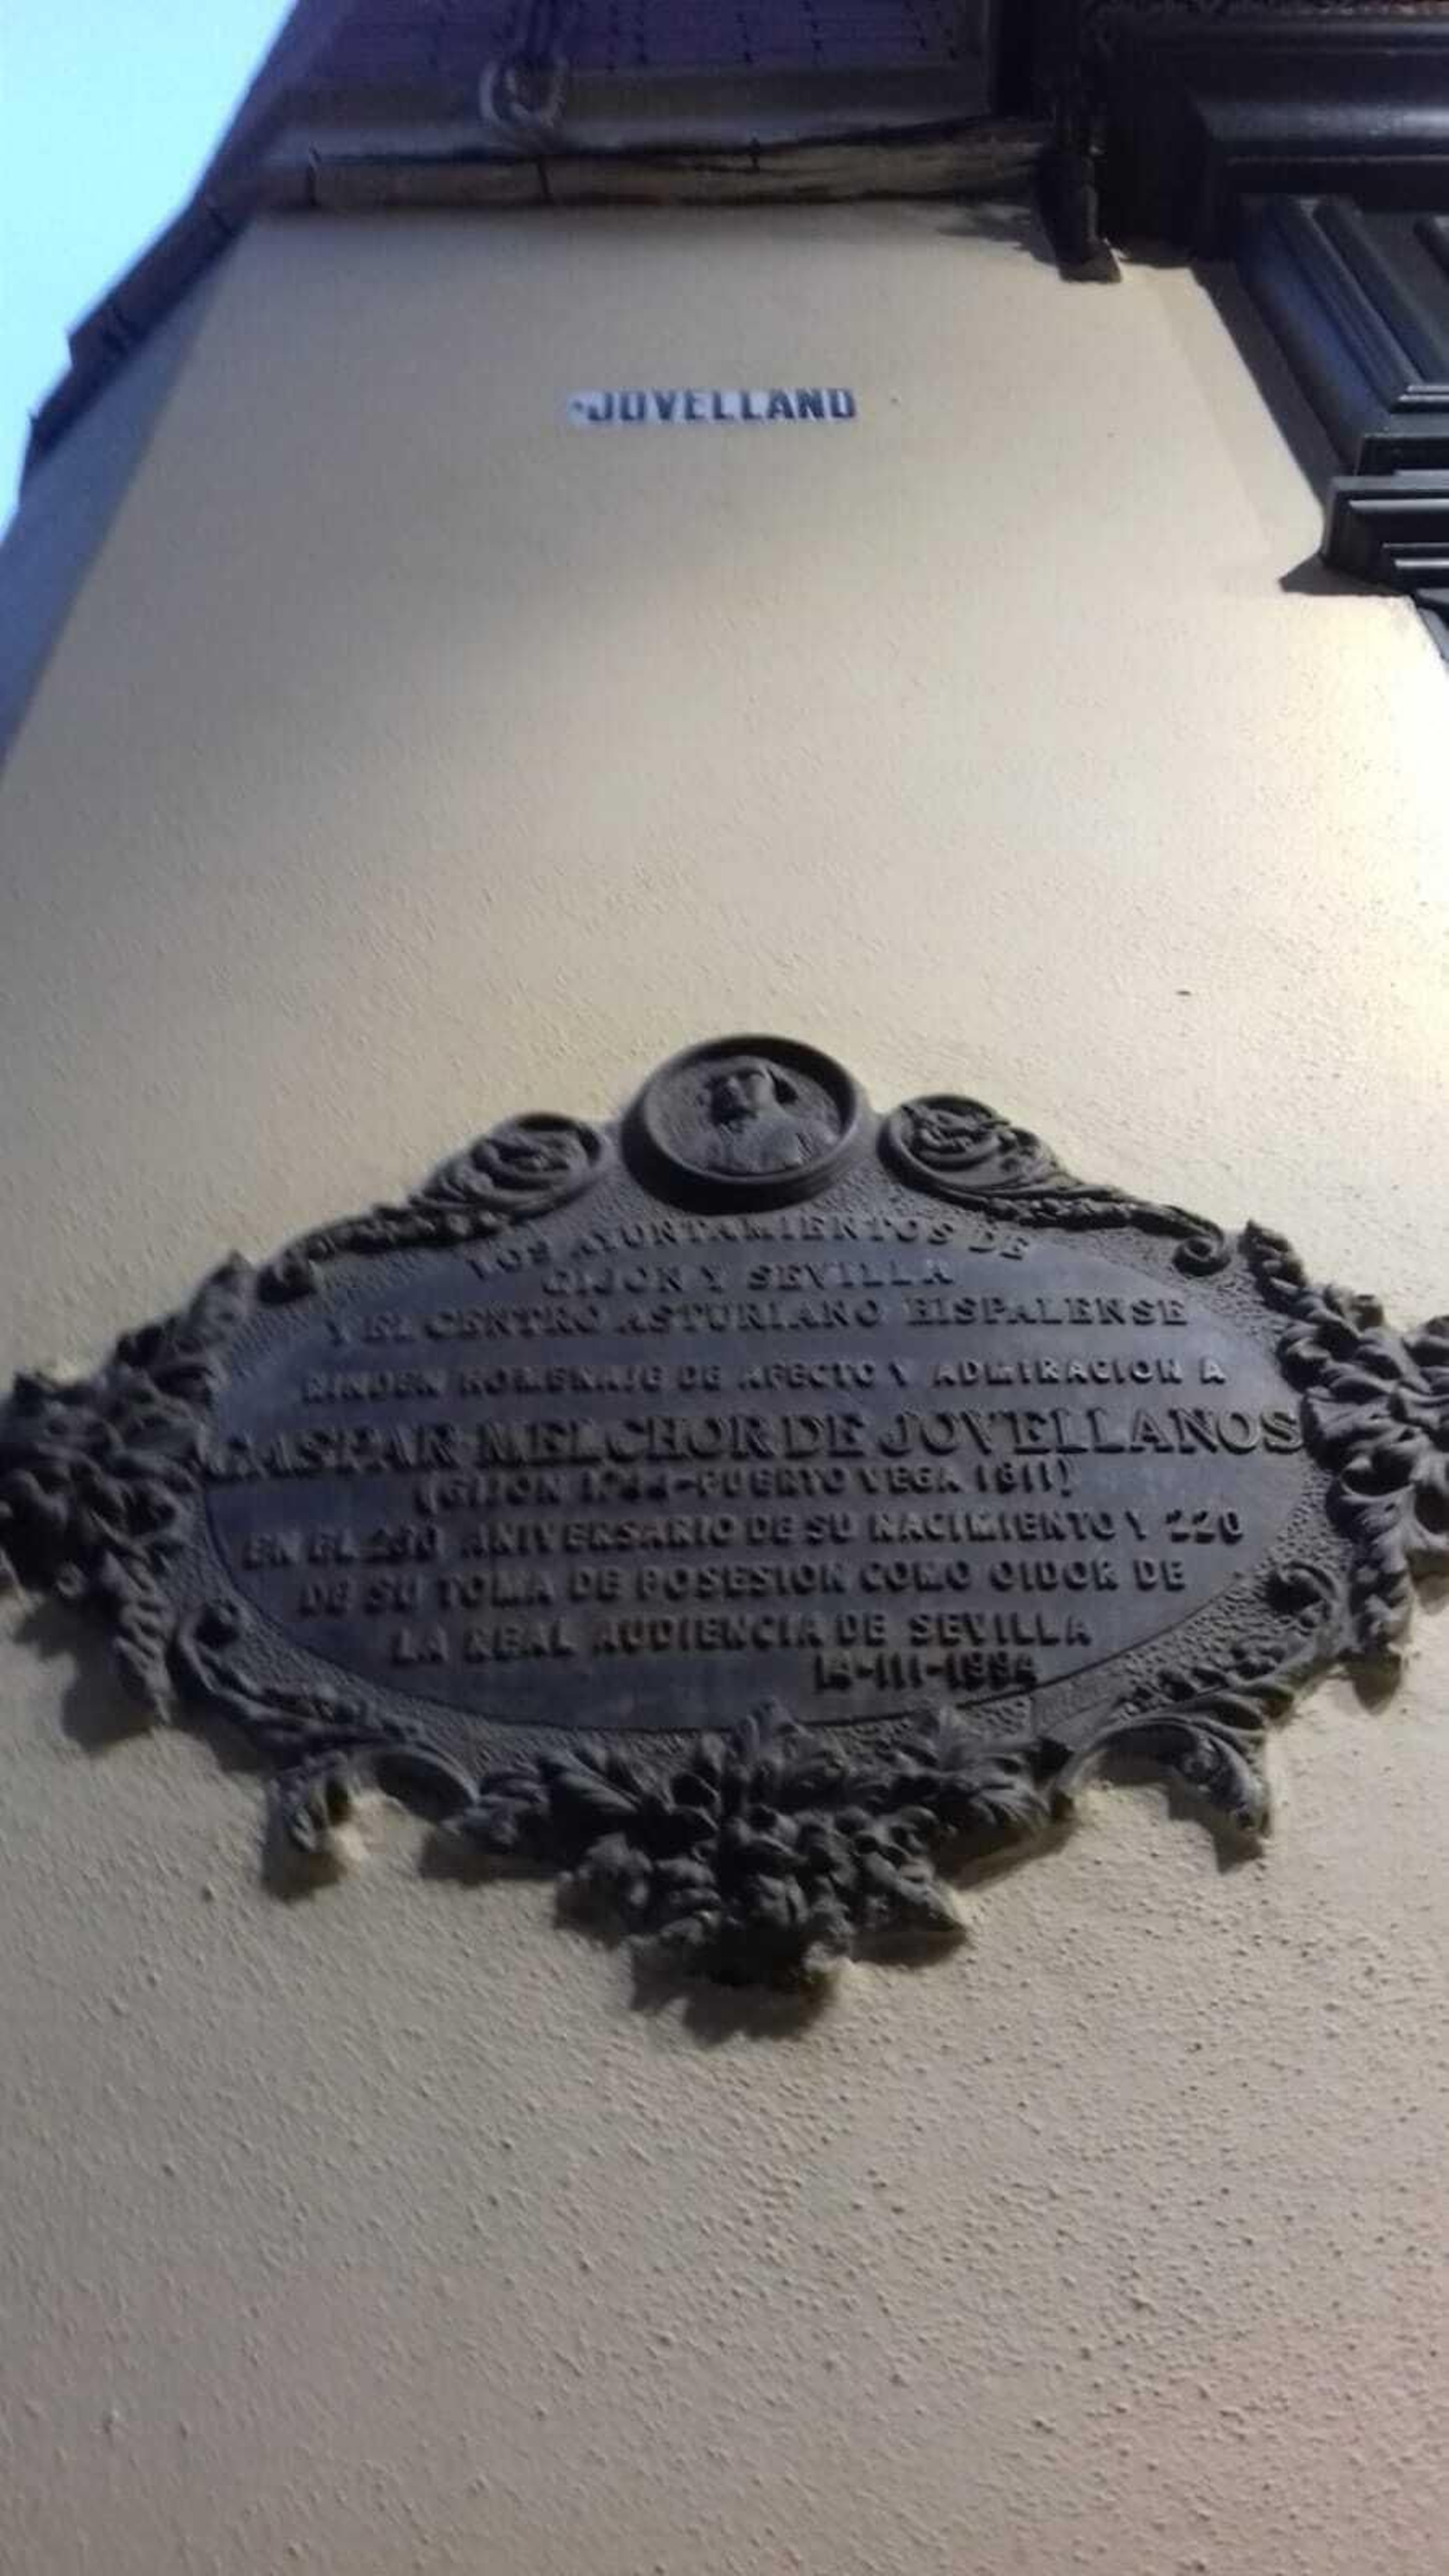 JOVELLAND
LOS AYUNTAMIENTOS DE
GIJON Y SEVILLA
Y EL CENTRO ASTURIANO HISPALENSE
RINDEN HOMENAJE DE AFECTO Y ADMIRACION A
GASPAR MELCHOR DE JOVELLANOS
(GIJON 1744-PUERTO VEGA 1811)
EN EL 250 ANIVERSARIO DE SU NACIMIENTO Y 220
DE SU TOMA DE POSESION COMO OIDOR DE
LA REAL AUDIENCIA DE SEVILLA
14-III-1994